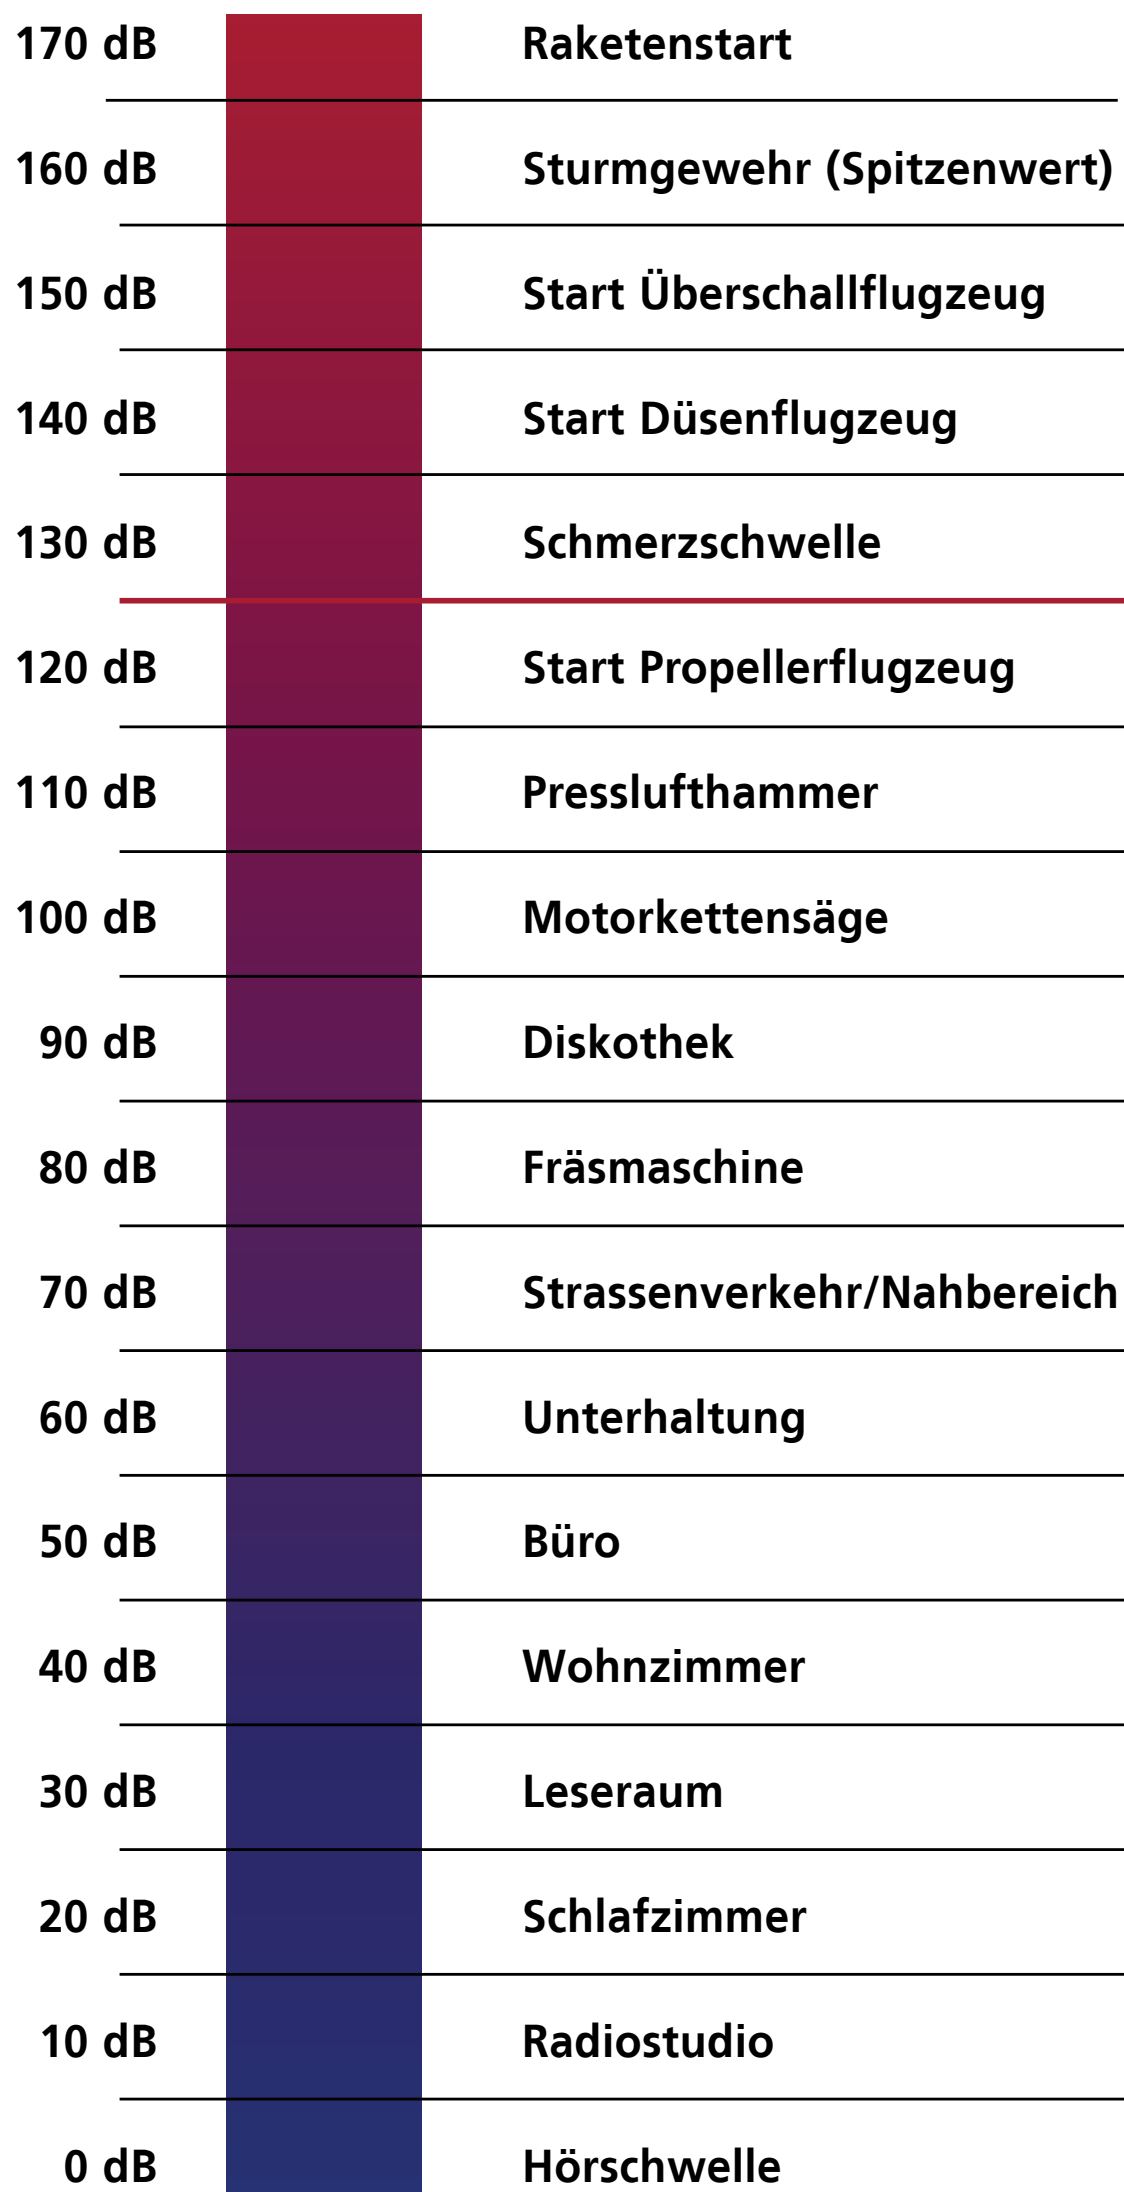 170 dB Raketenstart
160 dB Sturmgewehr (Spitzenwert)
150 dB Start Überschallflugzeug
140 dB Start Düsenflugzeug
130 dB Schmerzschwelle
120 dB Start Propellerflugzeug
110 dB Presslufthammer
100 dB Motorkettensäge
90 dB Diskothek
80 dB Fräsmaschine
70 dB Strassenverkehr/Nahbereich
60 dB Unterhaltung
50 dB Büro
40 dB Wohnzimmer
30 dB Leseraum
20 dB Schlafzimmer
10 dB Radiostudio
0 dB Hörschwelle